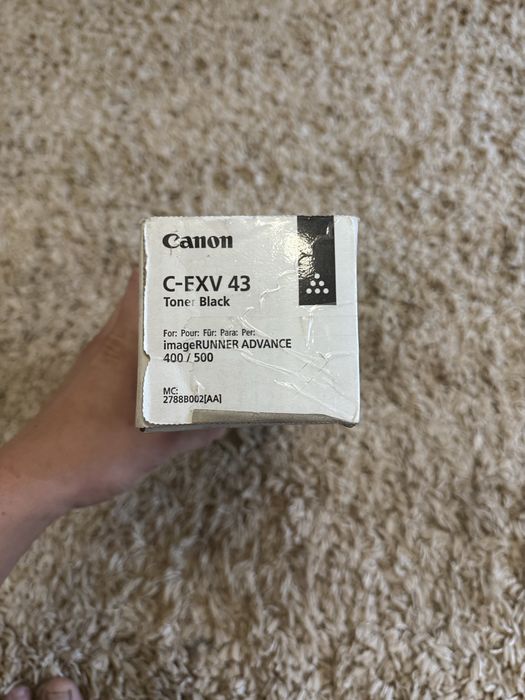 Canon
C-EXV 43
Toner Black
For: Pour: Für: Para: Per:
imageRUNNER ADVANCE
400 / 500
MC:
2788B002[AA]